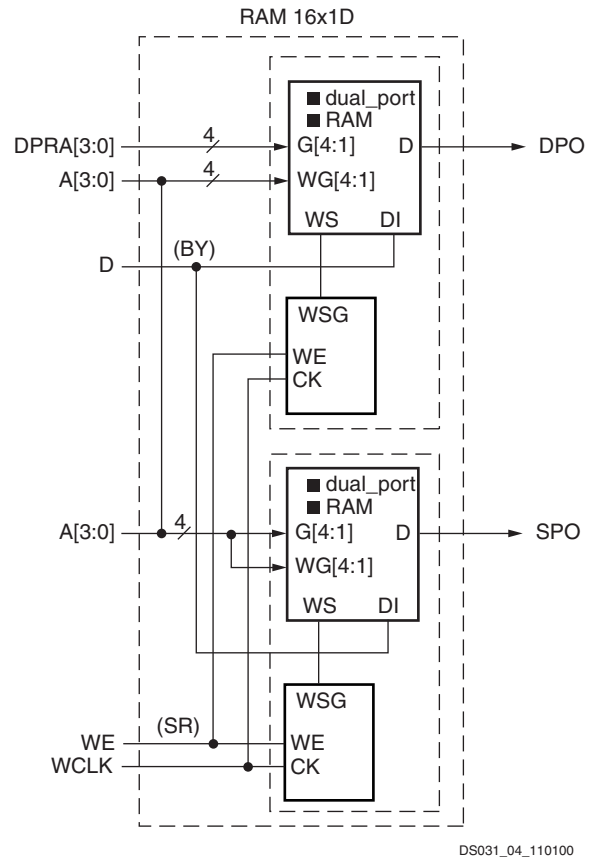 RAM 16x1D
dual_port
RAM
DPRA[3:0] 4 G[4:1] D DPO
A[3:0] 4 WG[4:1]
WS DI
D (BY)
WSG
WE
CK
dual_port
RAM
A[3:0] 4 G[4:1] D SPO
WG[4:1]
WS DI
WSG
WE (SR) WE
WCLK CK
DS031_04_110100